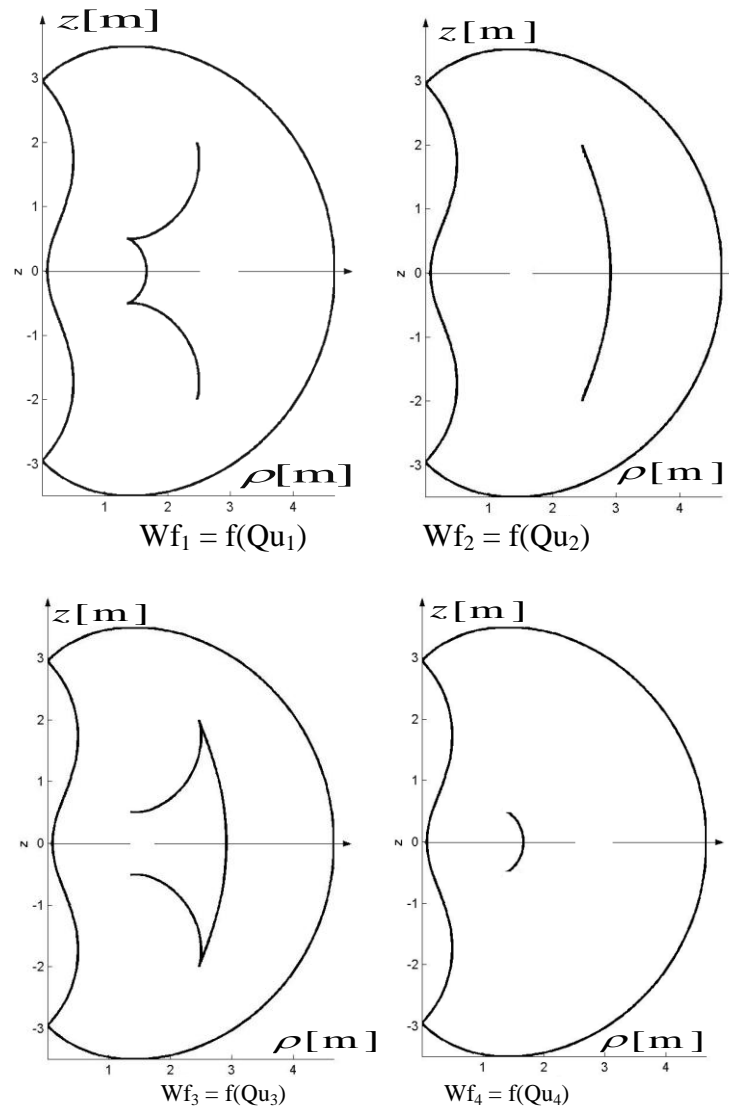 z[m]
3
2
1
z 0
-1
-2
-3
ρ[m]
1 2 3 4
Wf₁ = f(Qu₁)
z[m]
3
2
1
z 0
-1
-2
-3
ρ[m]
1 2 3 4
Wf₂ = f(Qu₂)
z[m]
3
2
1
z 0
-1
-2
-3
ρ[m]
1 2 3 4
Wf₃ = f(Qu₃)
z[m]
3
2
1
z 0
-1
-2
-3
ρ[m]
1 2 3 4
Wf₄ = f(Qu₄)